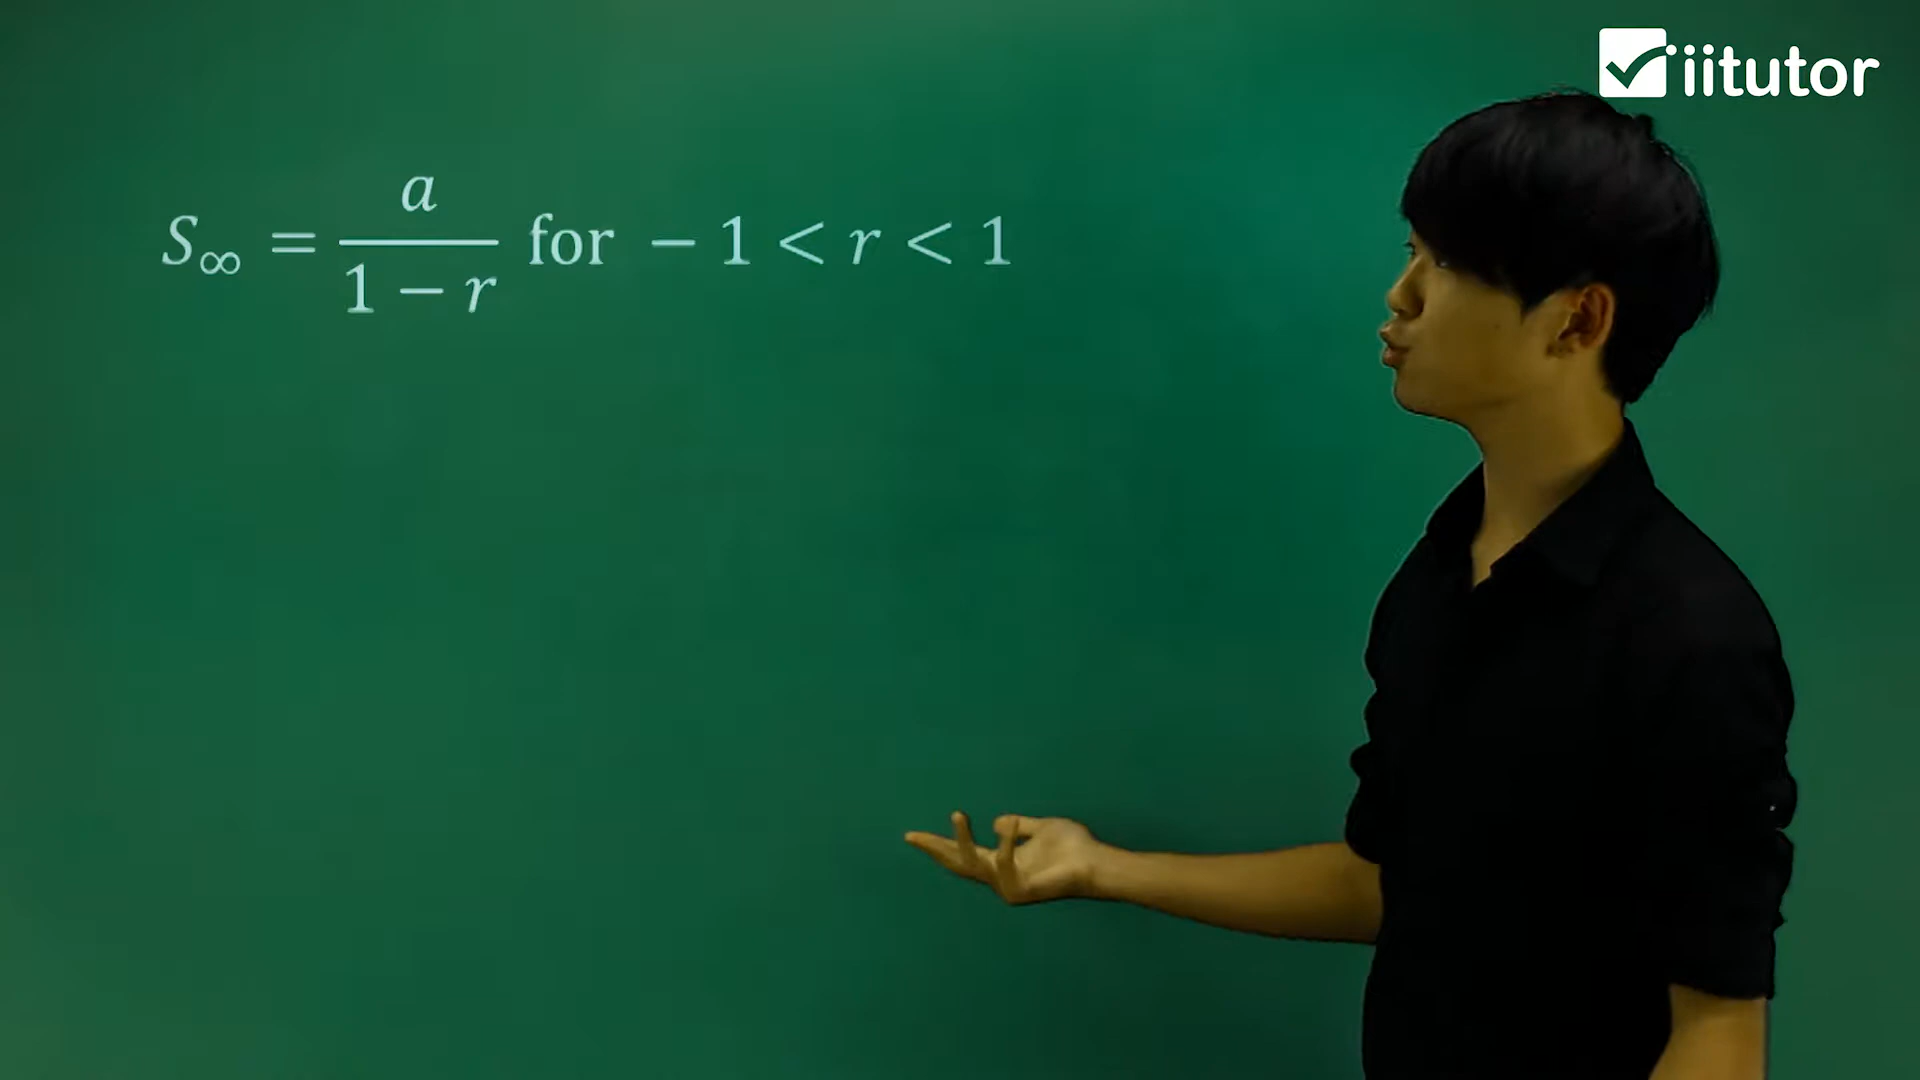 iitutor
S∞ = a/(1 − r) for − 1 < r < 1